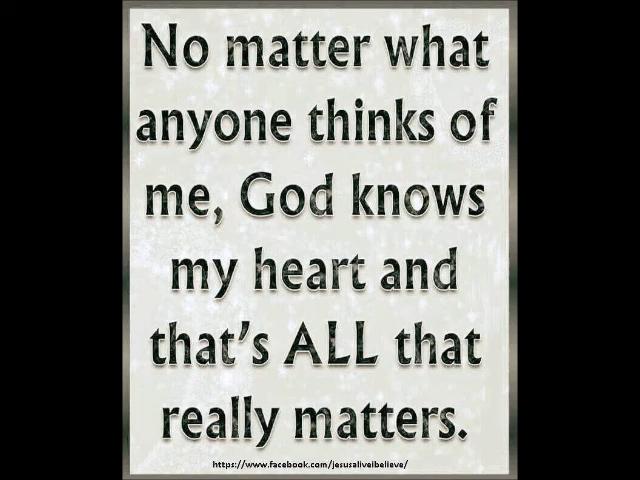 No matter what
anyone thinks of
me, God knows
my heart and
that's ALL that
really matters.
https://www.facebook.com/jesusaliveibelieve/